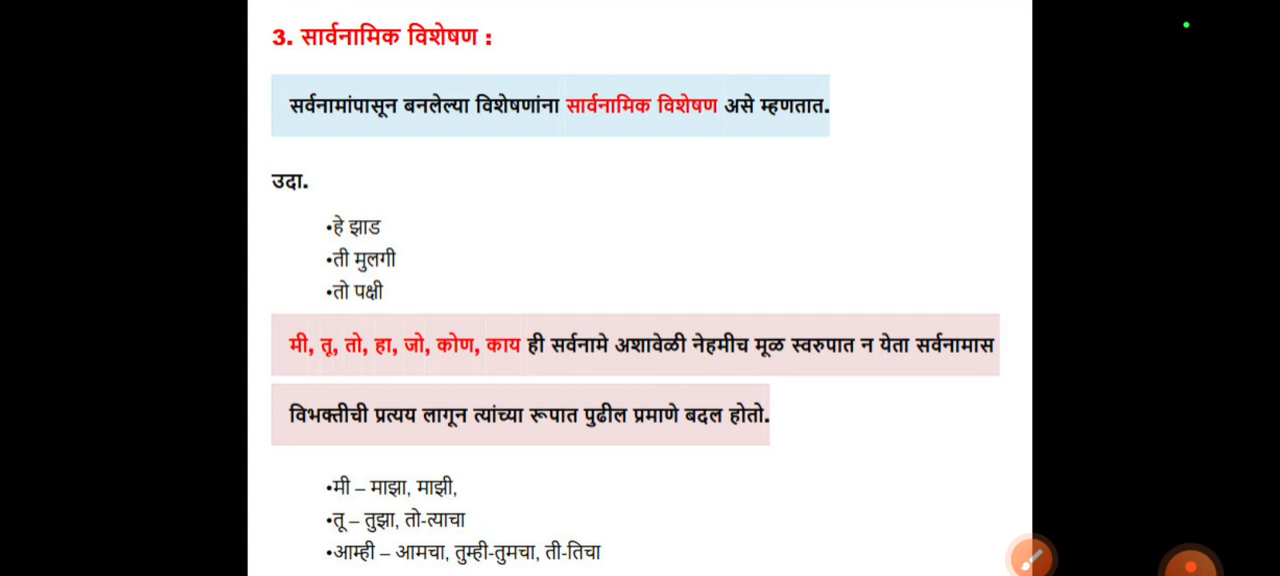 3. सार्वनामिक विशेषण :
सर्वनामांपासून बनलेल्या विशेषणांना सार्वनामिक विशेषण असे म्हणतात.
उदा.
•हे झाड
•ती मुलगी
•तो पक्षी
मी, तू, तो, हा, जो, कोण, काय ही सर्वनामे अशावेळी नेहमीच मूळ स्वरुपात न येता सर्वनामास
विभक्तीची प्रत्यय लागून त्यांच्या रूपात पुढील प्रमाणे बदल होतो.
•मी – माझा, माझी,
•तू – तुझा, तो-त्याचा
•आम्ही – आमचा, तुम्ही-तुमचा, ती-तिचा